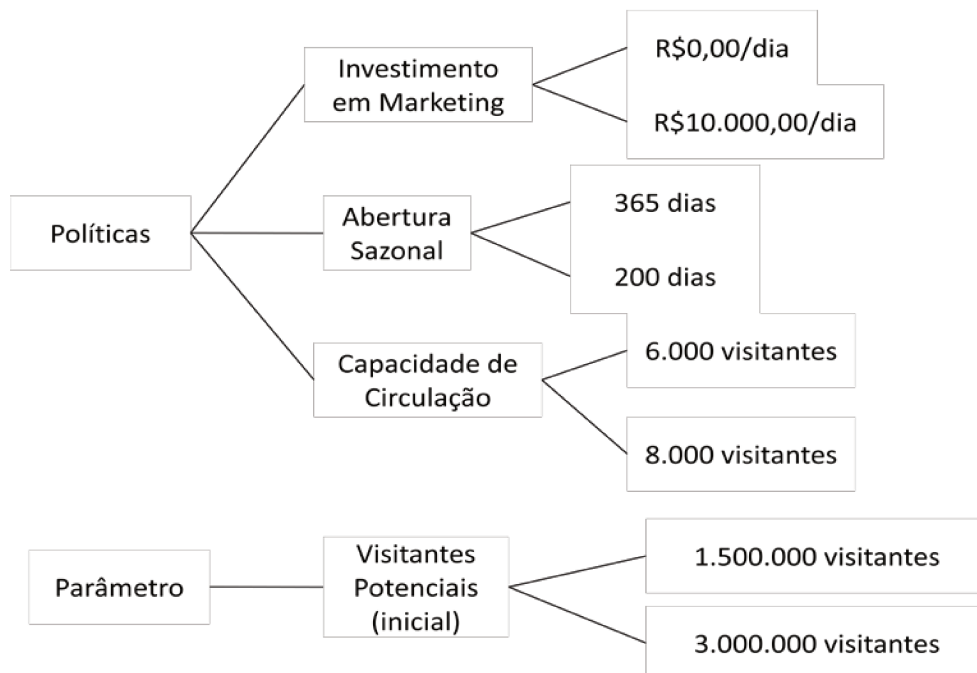 Políticas
Investimento
em Marketing
R$0,00/dia
R$10.000,00/dia
Abertura
Sazonal
365 dias
200 dias
Capacidade de
Circulação
6.000 visitantes
8.000 visitantes
Parâmetro
Visitantes
Potenciais
(inicial)
1.500.000 visitantes
3.000.000 visitantes